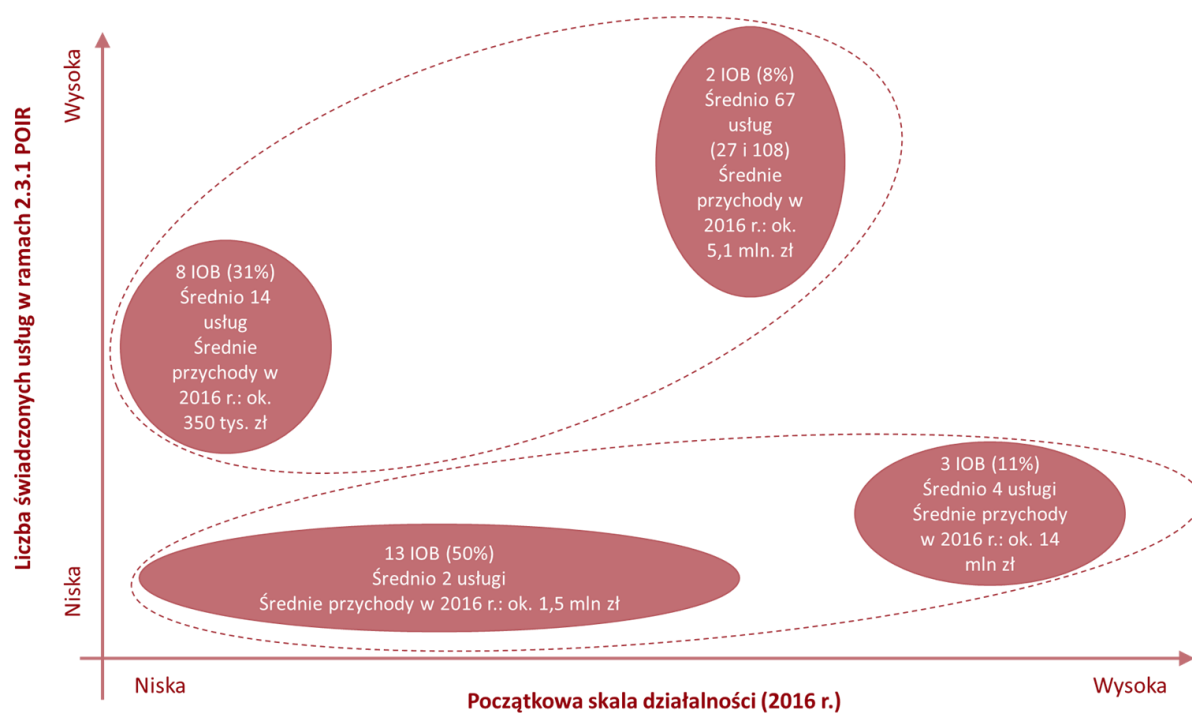 Liczba świadczonych usług w ramach 2.3.1 POIR
Wysoka
Niska
2 IOB (8%)
Średnio 67
usług
(27 i 108)
Średnie
przychody w
2016 r.: ok.
5,1 mln. zł
8 IOB (31%)
Średnio 14
usług
Średnie
przychody w
2016 r.: ok.
350 tys. zł
3 IOB (11%)
Średnio 4 usługi
Średnie przychody
w 2016 r.: ok. 14
mln zł
13 IOB (50%)
Średnio 2 usługi
Średnie przychody w 2016 r.: ok. 1,5 mln zł
Niska
Wysoka
Początkowa skala działalności (2016 r.)